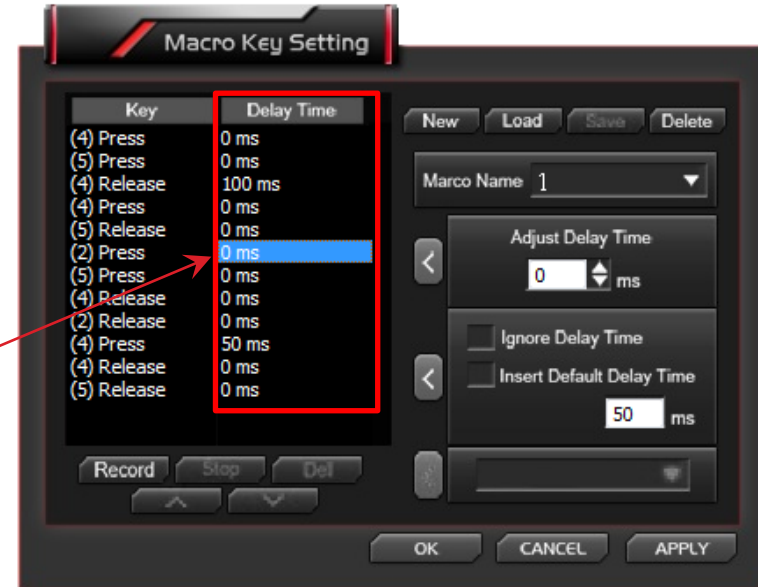 Macro Key Setting
Key Delay Time
(4) Press 0 ms
(5) Press 0 ms
(4) Release 100 ms
(4) Press 0 ms
(5) Release 0 ms
(2) Press 0 ms
(5) Press 0 ms
(4) Release 0 ms
(2) Release 0 ms
(4) Press 50 ms
(4) Release 0 ms
(5) Release 0 ms
Record Stop Dell
New Load Save Delete
Marco Name 1
Adjust Delay Time
0 ms
Ignore Delay Time
Insert Default Delay Time
50 ms
OK CANCEL APPLY